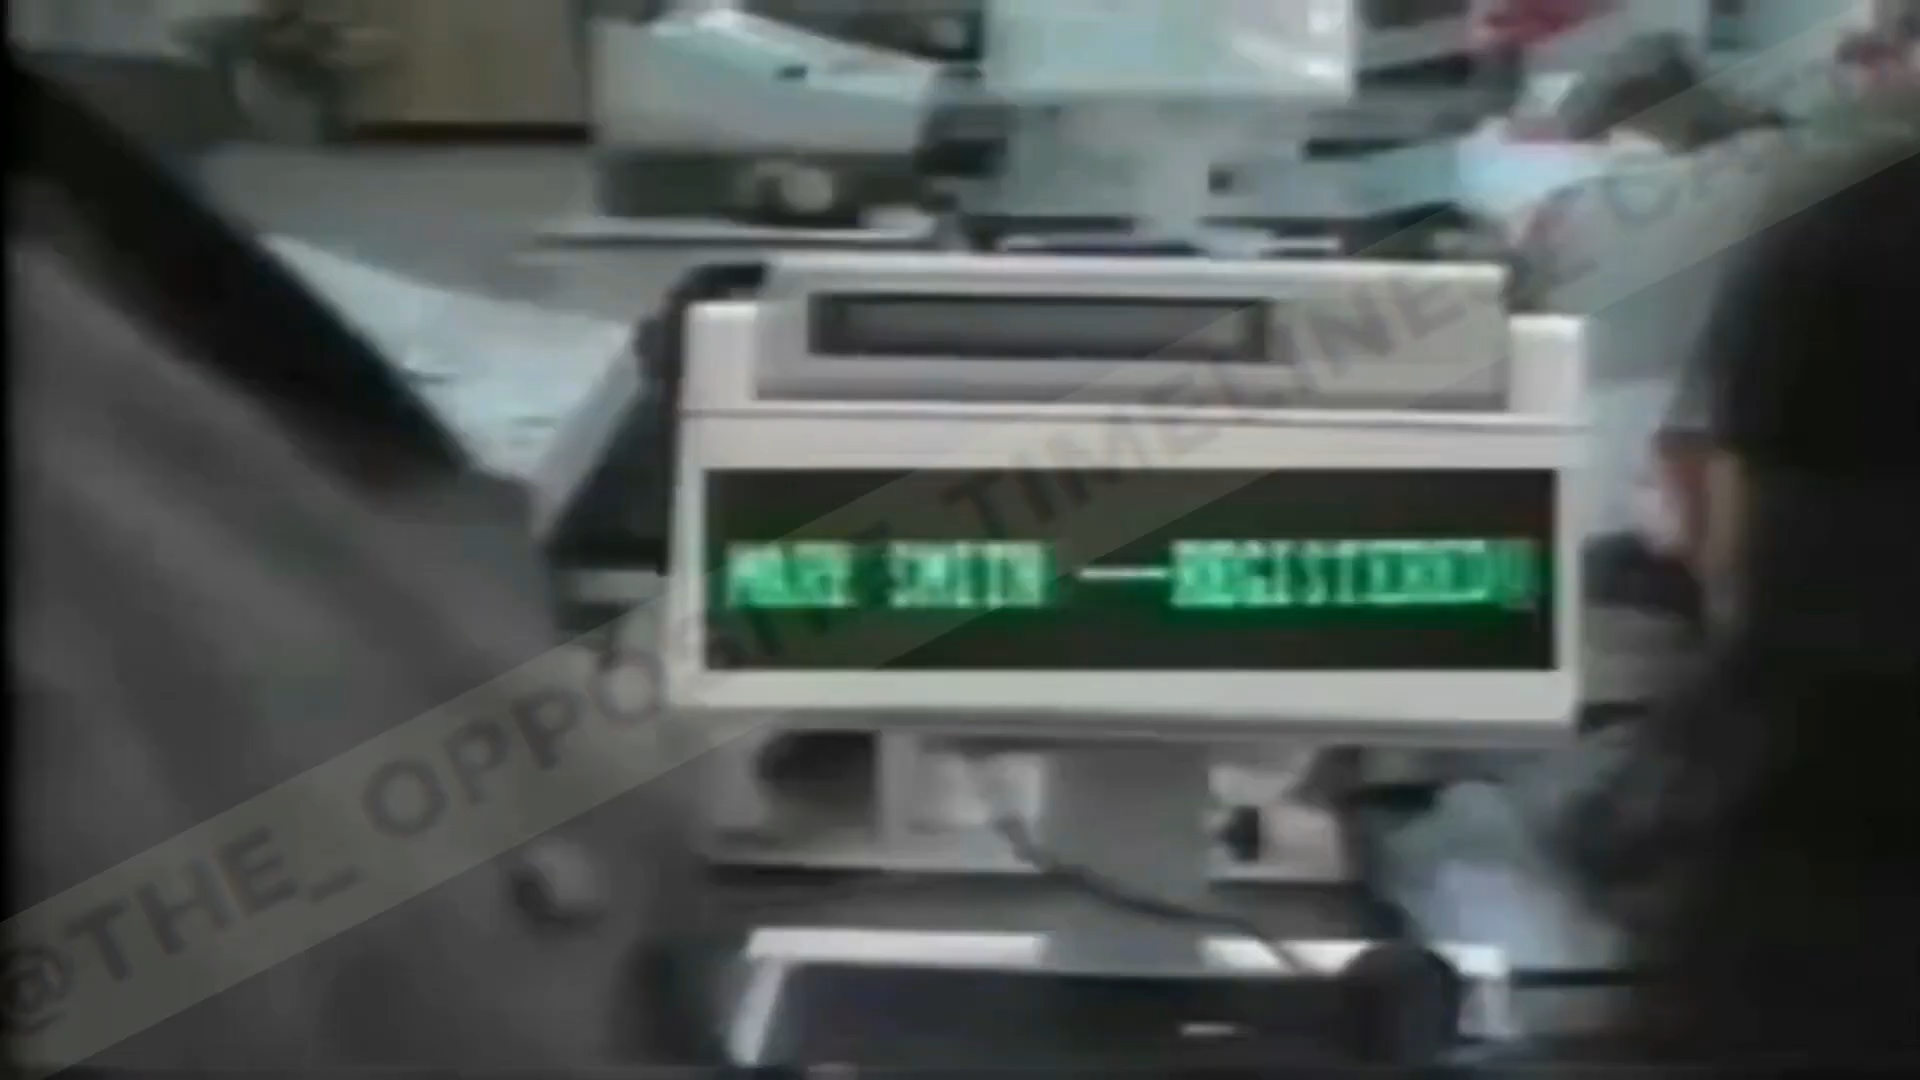 MARK SMITH — REGISTERED
@THE_OPPOSITE_TIMELINE